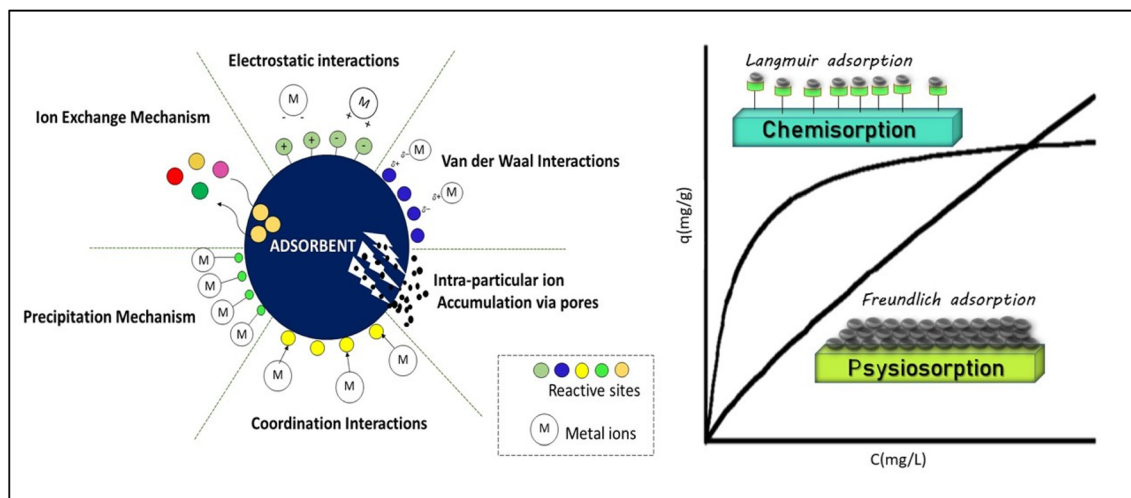 Electrostatic interactions
M
M
- -
+ +
+
+
-
-
Ion Exchange Mechanism
Van der Waal Interactions
δ+
δ-
M
δ+
δ-
M
ADSORBENT
Intra-particular ion
Accumulation via pores
Precipitation Mechanism
M
M
M
M
M
M
M
Coordination Interactions
Reactive sites
M
Metal ions
q(mg/g)
C(mg/L)
Langmuir adsorption
Chemisorption
Freundlich adsorption
Psysiosorption